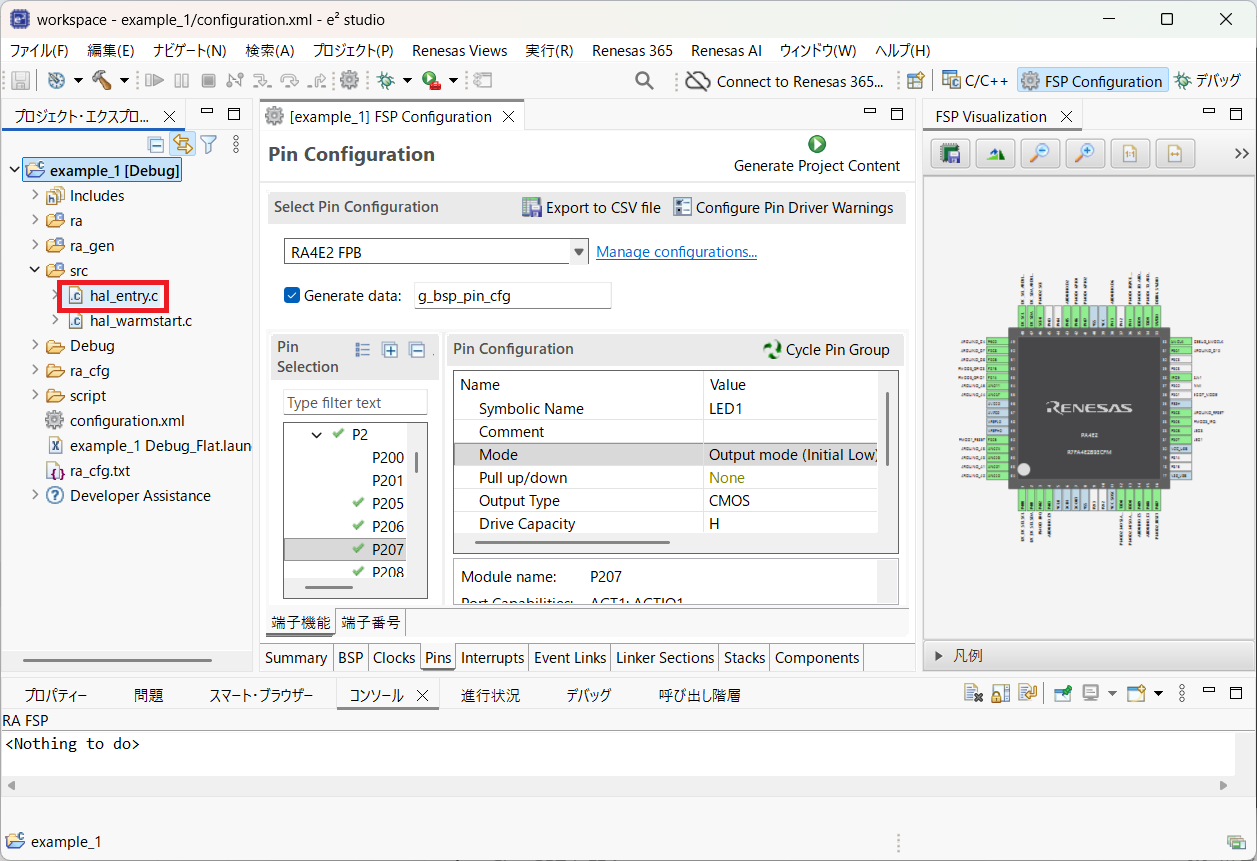 workspace - example_1/configuration.xml - e² studio
ファイル(F) 編集(E) ナビゲート(N) 検索(A) プロジェクト(P) Renesas Views 実行(R) Renesas 365 Renesas AI ウィンドウ(W) ヘルプ(H)
Connect to Renesas 365... C/C++ FSP Configuration デバッグ
プロジェクト・エクスプロ...
example_1 [Debug]
Includes
ra
ra_gen
src
hal_entry.c
hal_warmstart.c
Debug
ra_cfg
script
configuration.xml
example_1 Debug_Flat.laun
ra_cfg.txt
Developer Assistance
[example_1] FSP Configuration
Pin Configuration
Generate Project Content
Select Pin Configuration
Export to CSV file
Configure Pin Driver Warnings
RA4E2 FPB
Manage configurations...
Generate data: g_bsp_pin_cfg
Pin Selection
Type filter text
P2
P200
P201
P205
P206
P207
P208
Pin Configuration
Cycle Pin Group
Name Value
Symbolic Name LED1
Comment
Mode Output mode (Initial Low)
Pull up/down None
Output Type CMOS
Drive Capacity H
Module name: P207
Port Capabilities: AGT1: AGTIO1
端子機能 端子番号
Summary BSP Clocks Pins Interrupts Event Links Linker Sections Stacks Components
FSP Visualization
1:1
RENESAS
RA4E2
凡例
プロパティー 問題 スマート・ブラウザー コンソール 進行状況 デバッグ 呼び出し階層
RA FSP
<Nothing to do>
example_1